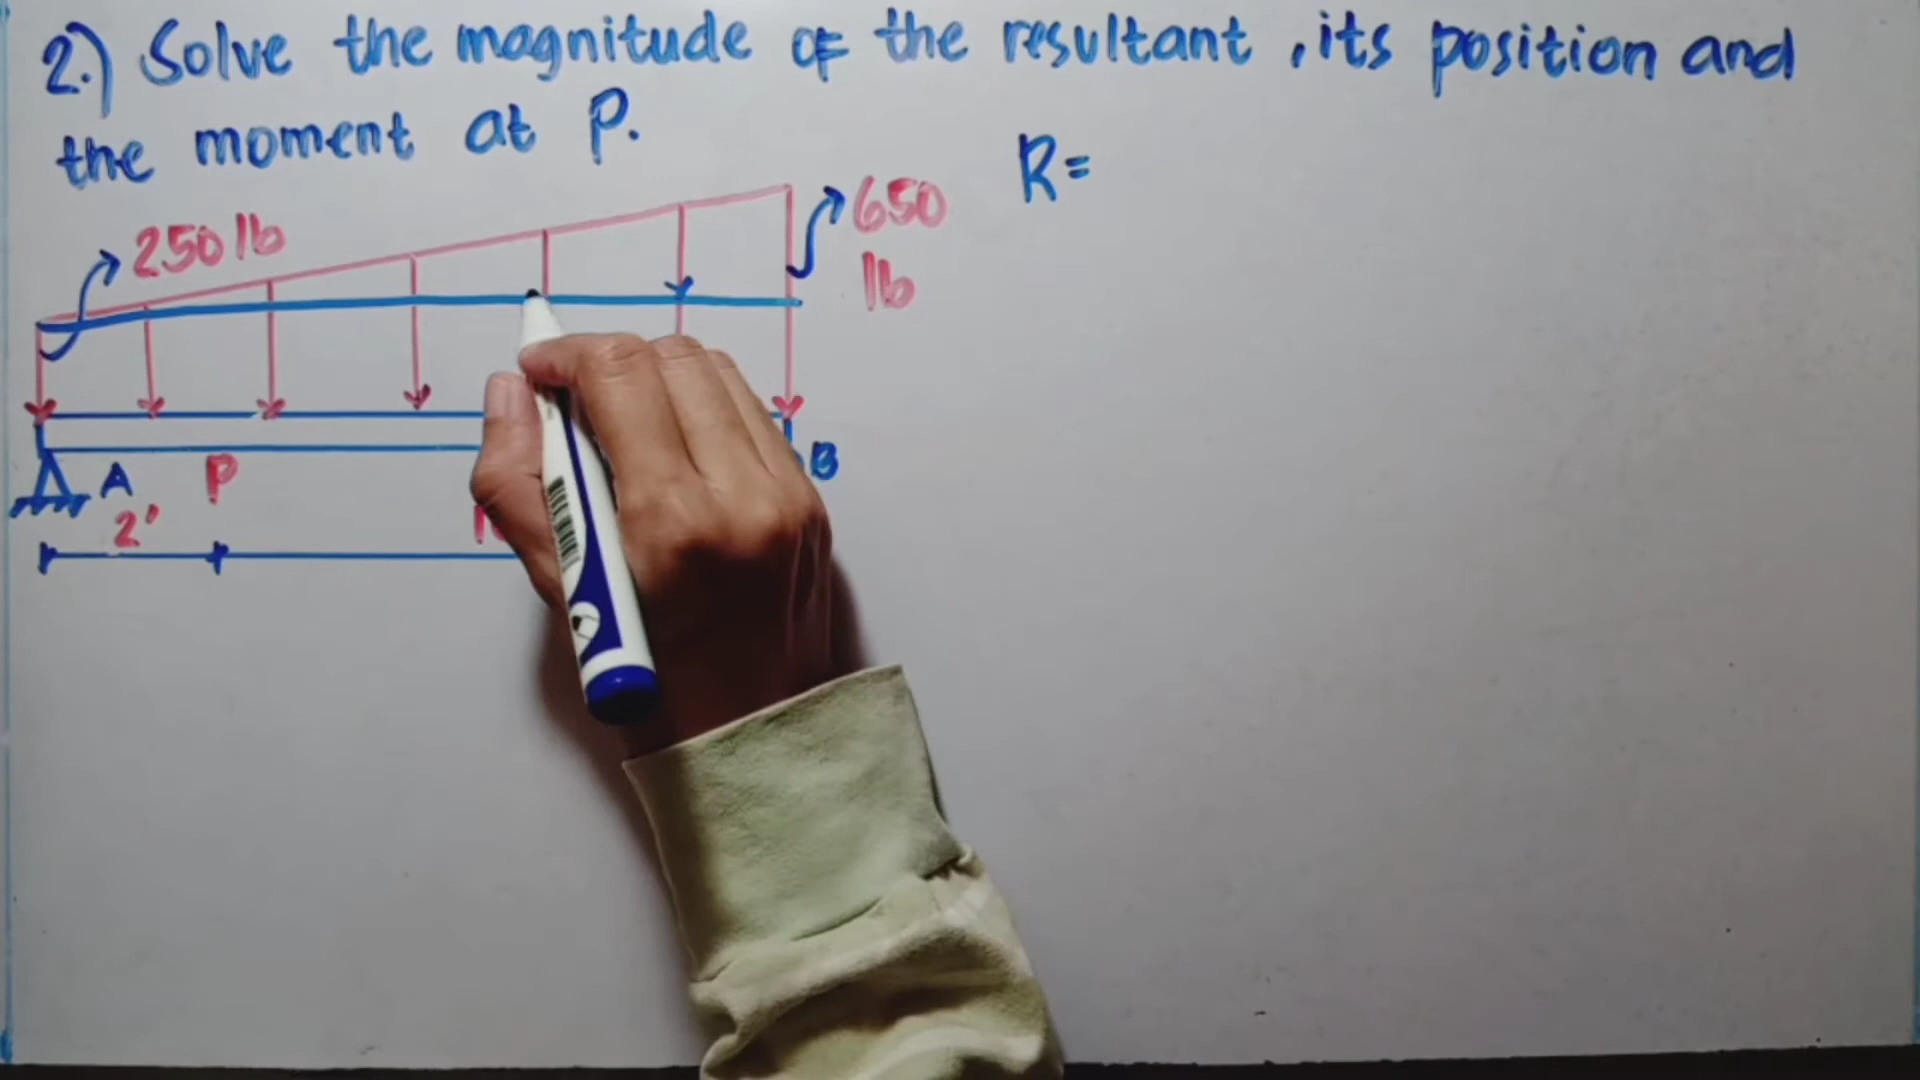 2.) Solve the magnitude of the resultant, its position and
the moment at P.
R=
250 lb
650
lb
A
P
B
2'